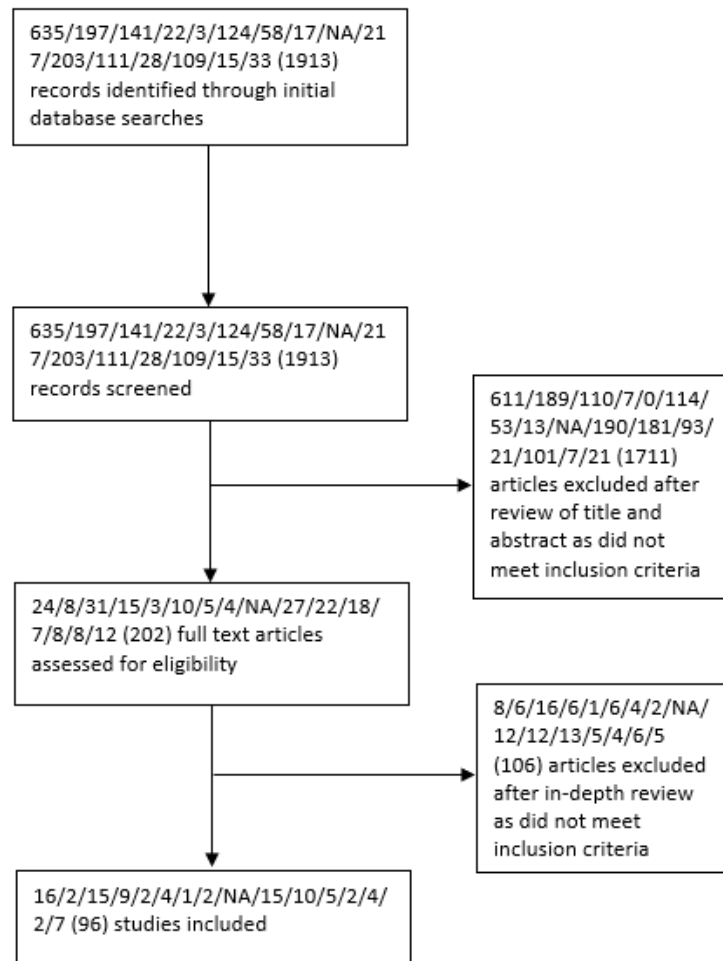 635/197/141/22/3/124/58/17/NA/21
7/203/111/28/109/15/33 (1913)
records identified through initial
database searches
635/197/141/22/3/124/58/17/NA/21
7/203/111/28/109/15/33 (1913)
records screened
611/189/110/7/0/114/
53/13/NA/190/181/93/
21/101/7/21 (1711)
articles excluded after
review of title and
abstract as did not
meet inclusion criteria
24/8/31/15/3/10/5/4/NA/27/22/18/
7/8/8/12 (202) full text articles
assessed for eligibility
8/6/16/6/1/6/4/2/NA/
12/12/13/5/4/6/5
(106) articles excluded
after in-depth review
as did not meet
inclusion criteria
16/2/15/9/2/4/1/2/NA/15/10/5/2/4/
2/7 (96) studies included